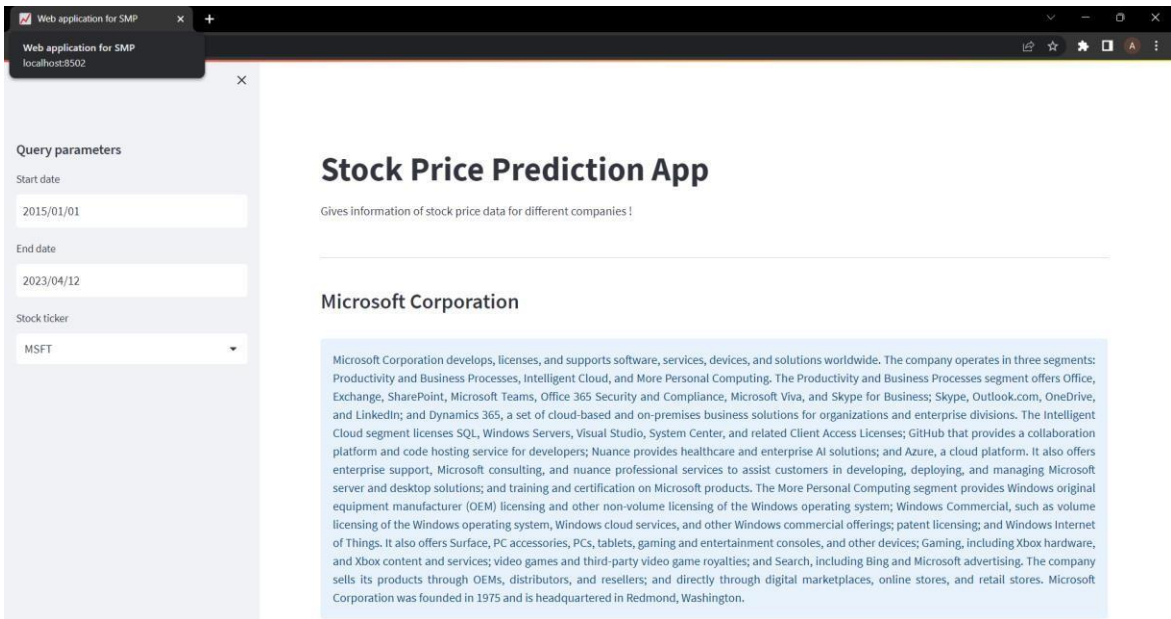 Web application for SMP
Web application for SMP
localhost:8502
A
Query parameters
Start date
2015/01/01
End date
2023/04/12
Stock ticker
MSFT
Stock Price Prediction App
Gives information of stock price data for different companies !
Microsoft Corporation
Microsoft Corporation develops, licenses, and supports software, services, devices, and solutions worldwide. The company operates in three segments:
Productivity and Business Processes, Intelligent Cloud, and More Personal Computing. The Productivity and Business Processes segment offers Office,
Exchange, SharePoint, Microsoft Teams, Office 365 Security and Compliance, Microsoft Viva, and Skype for Business; Skype, Outlook.com, OneDrive,
and LinkedIn; and Dynamics 365, a set of cloud-based and on-premises business solutions for organizations and enterprise divisions. The Intelligent
Cloud segment licenses SQL, Windows Servers, Visual Studio, System Center, and related Client Access Licenses; GitHub that provides a collaboration
platform and code hosting service for developers; Nuance provides healthcare and enterprise AI solutions; and Azure, a cloud platform. It also offers
enterprise support, Microsoft consulting, and nuance professional services to assist customers in developing, deploying, and managing Microsoft
server and desktop solutions; and training and certification on Microsoft products. The More Personal Computing segment provides Windows original
equipment manufacturer (OEM) licensing and other non-volume licensing of the Windows operating system; Windows Commercial, such as volume
licensing of the Windows operating system, Windows cloud services, and other Windows commercial offerings; patent licensing; and Windows Internet
of Things. It also offers Surface, PC accessories, PCs, tablets, gaming and entertainment consoles, and other devices; Gaming, including Xbox hardware,
and Xbox content and services; video games and third-party video game royalties; and Search, including Bing and Microsoft advertising. The company
sells its products through OEMs, distributors, and resellers; and directly through digital marketplaces, online stores, and retail stores. Microsoft
Corporation was founded in 1975 and is headquartered in Redmond, Washington.